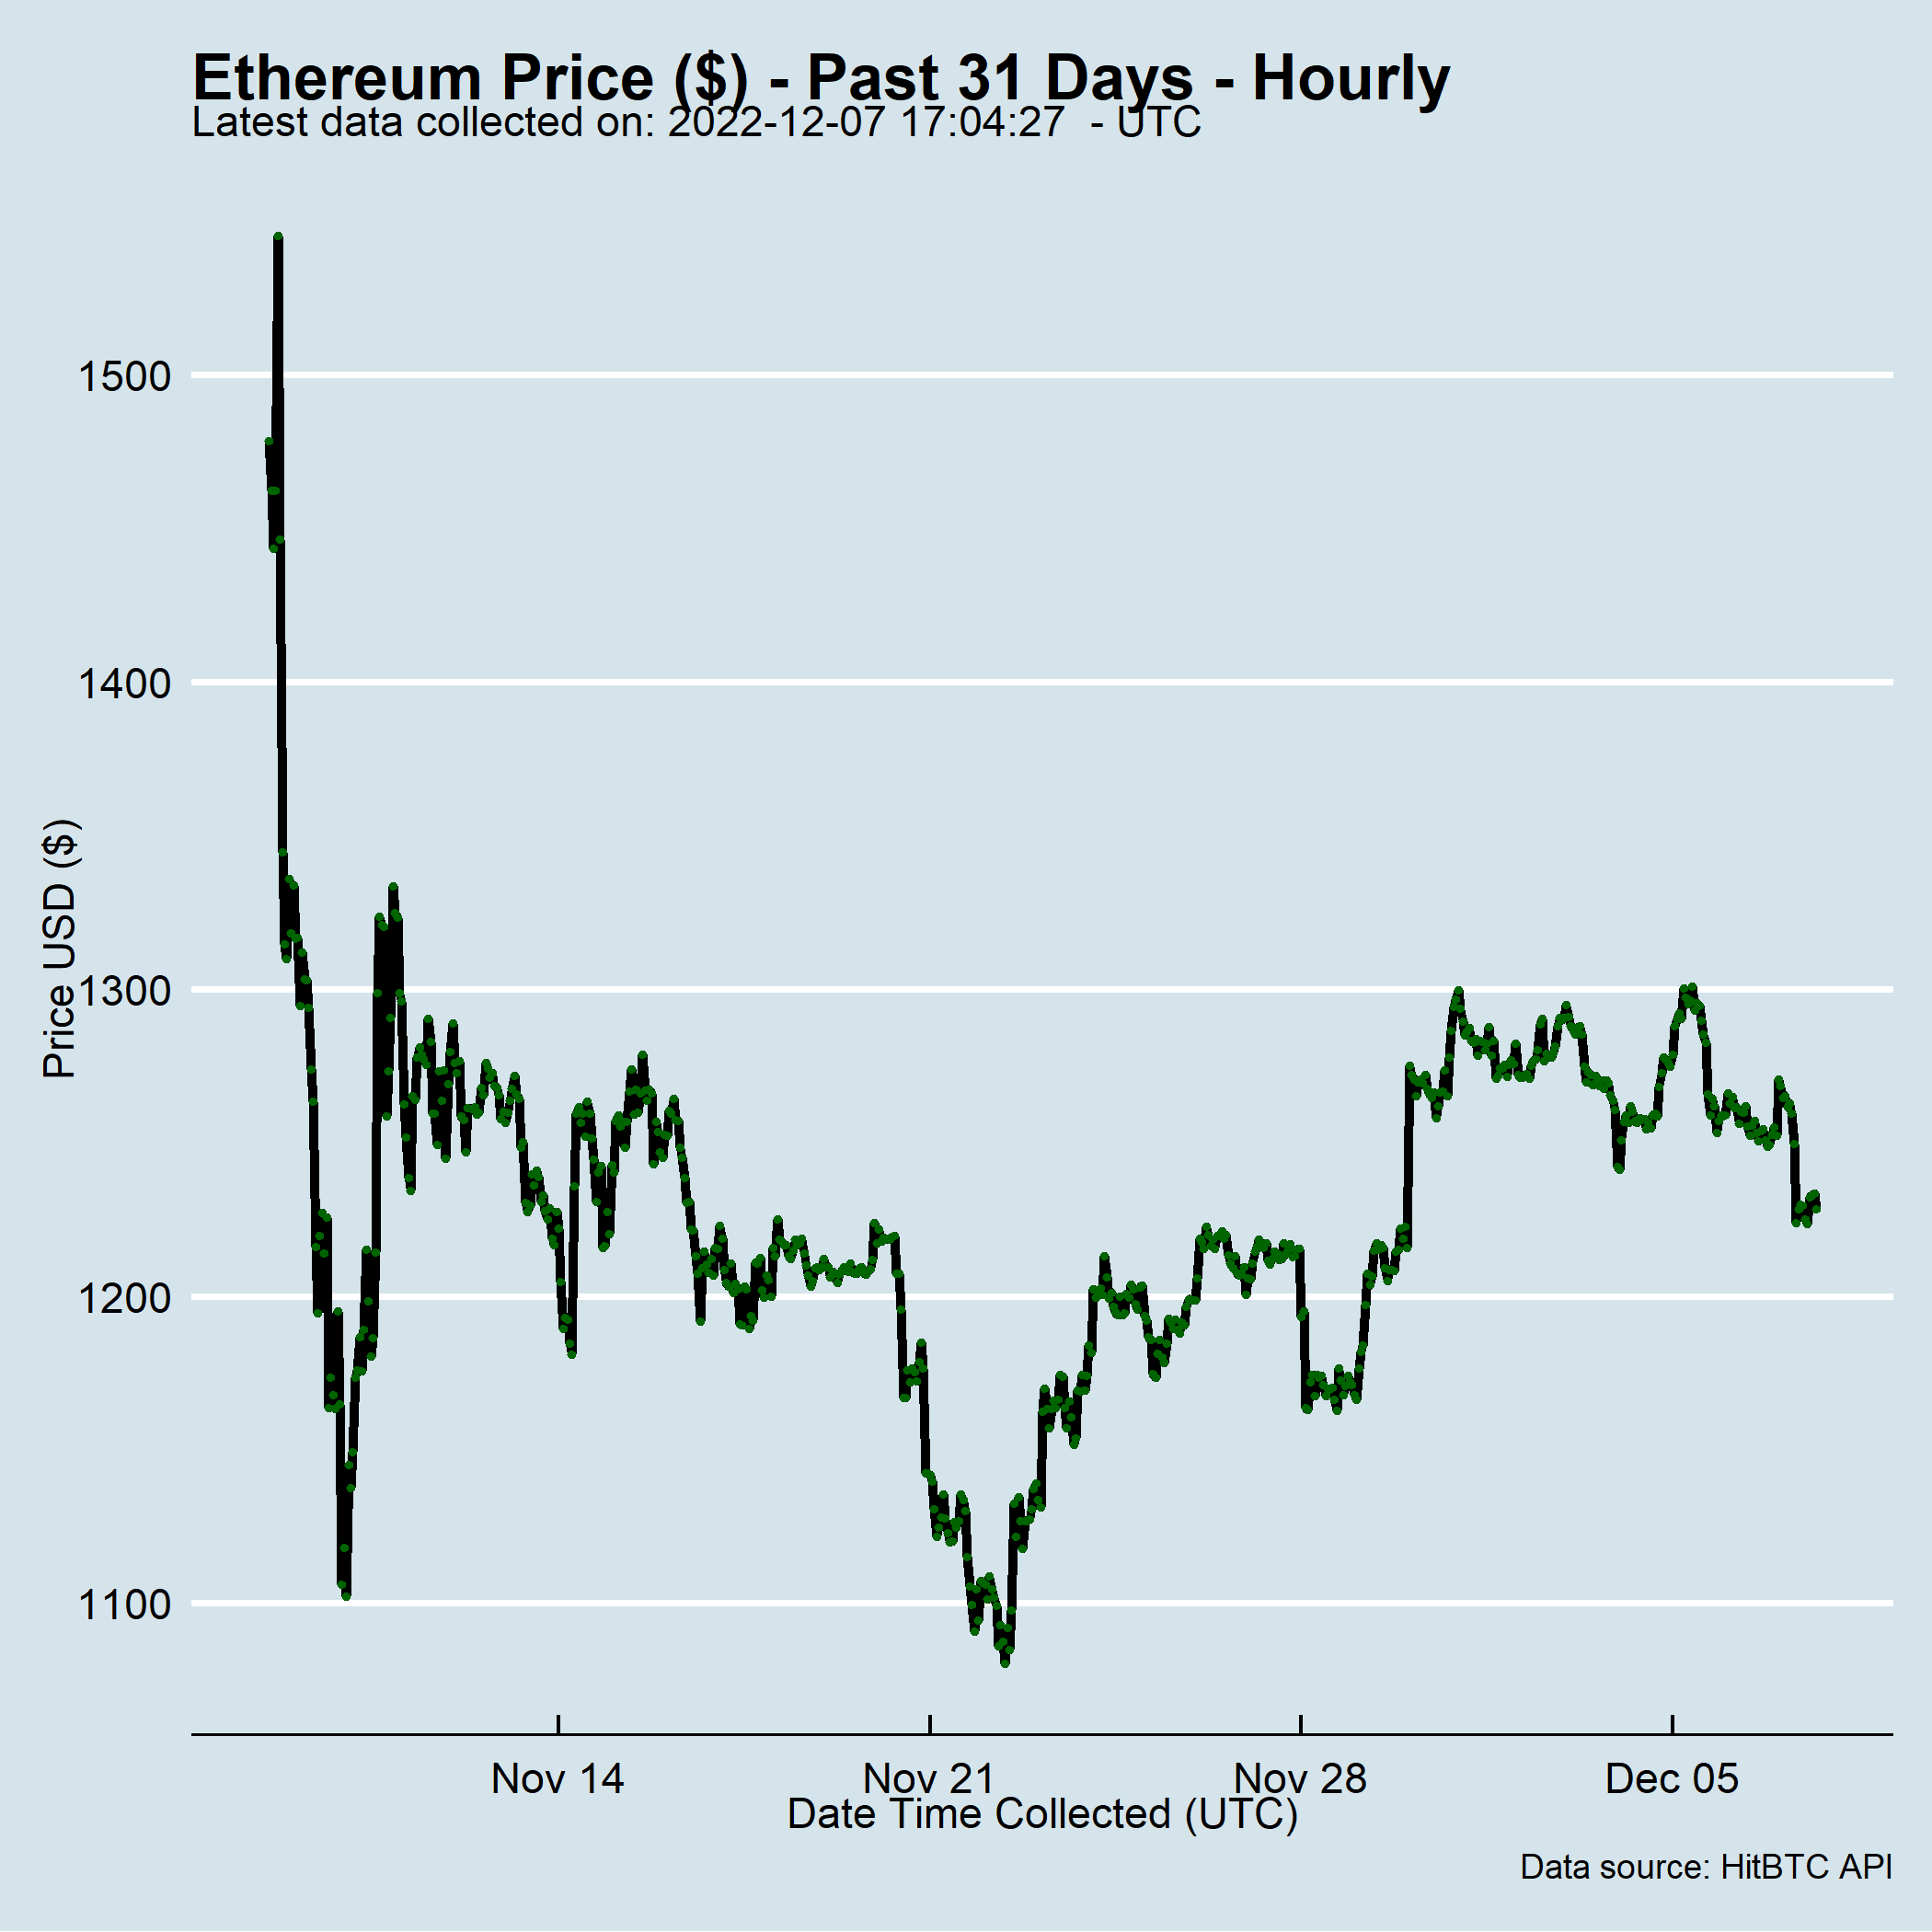 Ethereum Price ($) - Past 31 Days - Hourly
Latest data collected on: 2022-12-07 17:04:27  - UTC
1500
1400
1300
1200
1100
Price USD ($)
Nov 14
Nov 21
Nov 28
Dec 05
Date Time Collected (UTC)
Data source: HitBTC API